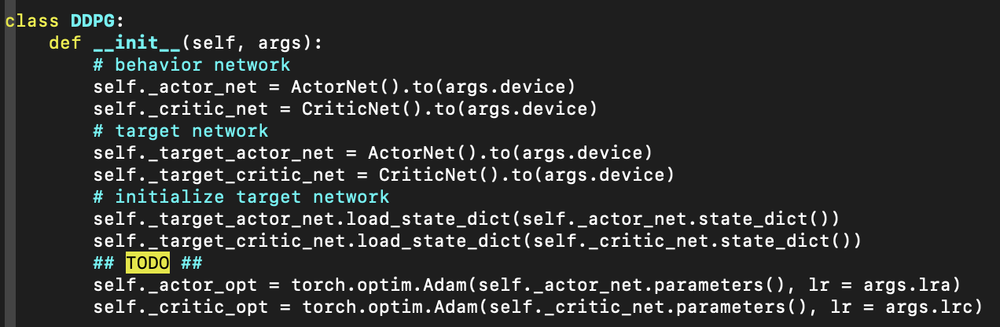 class DDPG:
    def __init__(self, args):
        # behavior network
        self._actor_net = ActorNet().to(args.device)
        self._critic_net = CriticNet().to(args.device)
        # target network
        self._target_actor_net = ActorNet().to(args.device)
        self._target_critic_net = CriticNet().to(args.device)
        # initialize target network
        self._target_actor_net.load_state_dict(self._actor_net.state_dict())
        self._target_critic_net.load_state_dict(self._critic_net.state_dict())
        ## TODO ##
        self._actor_opt = torch.optim.Adam(self._actor_net.parameters(), lr = args.lra)
        self._critic_opt = torch.optim.Adam(self._critic_net.parameters(), lr = args.lrc)